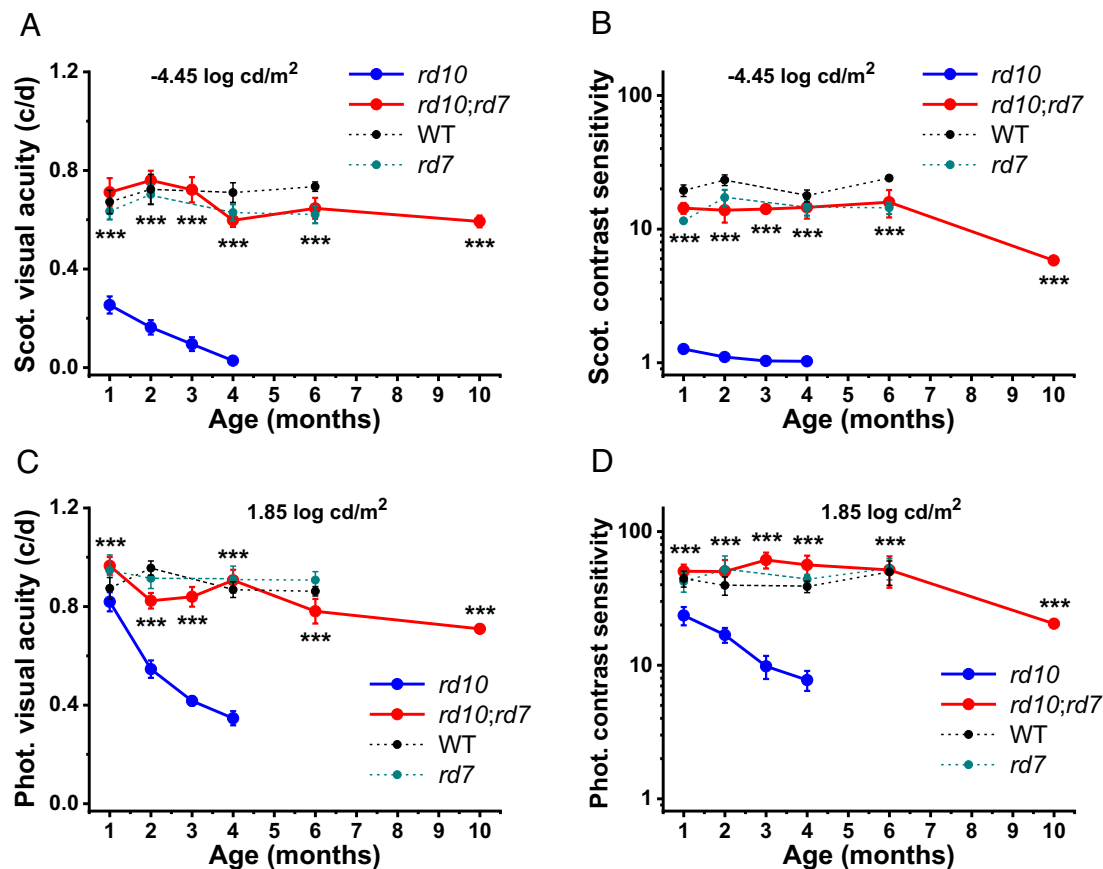 A
-4.45 log cd/m²
rd10
rd10;rd7
WT
rd7
Scot. visual acuity (c/d)
1.2
0.8
0.4
0.0
***
***
***
***
***
***
1 2 3 4 5 6 7 8 9 10
Age (months)
B
-4.45 log cd/m²
rd10
rd10;rd7
WT
rd7
Scot. contrast sensitivity
100
10
1
***
***
***
***
***
***
1 2 3 4 5 6 7 8 9 10
Age (months)
C
1.85 log cd/m²
Phot. visual acuity (c/d)
1.2
0.8
0.4
0.0
***
***
***
***
***
***
rd10
rd10;rd7
WT
rd7
1 2 3 4 5 6 7 8 9 10
Age (months)
D
1.85 log cd/m²
Phot. contrast sensitivity
100
10
1
***
***
***
***
***
***
rd10
rd10;rd7
WT
rd7
1 2 3 4 5 6 7 8 9 10
Age (months)